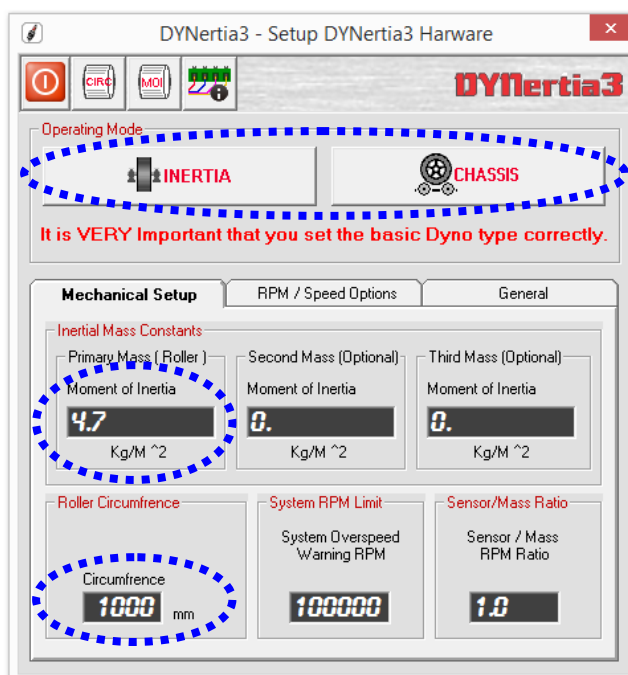 DYNertia3 - Setup DYNertia3 Harware
CIRC MOI DYNertia3
Operating Mode
INERTIA CHASSIS
It is VERY Important that you set the basic Dyno type correctly.
Mechanical Setup RPM / Speed Options General
Inertial Mass Constants
Primary Mass ( Roller ) Second Mass (Optional) Third Mass (Optional)
Moment of Inertia Moment of Inertia Moment of Inertia
4.7 0. 0.
Kg/M ^2 Kg/M ^2 Kg/M ^2
Roller Circumfrence System RPM Limit Sensor/Mass Ratio
System Overspeed Sensor / Mass
Warning RPM RPM Ratio
Circumfrence
1000 mm 100000 1.0